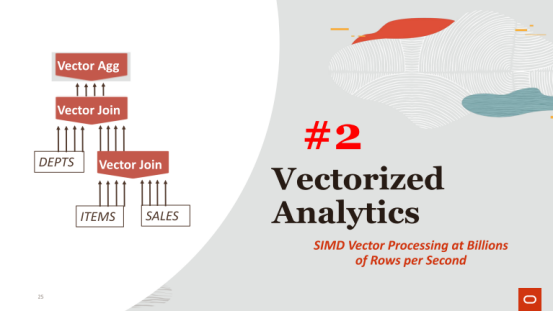 Vector Agg
Vector Join
DEPTS
Vector Join
ITEMS
SALES
#2
Vectorized
Analytics
SIMD Vector Processing at Billions
of Rows per Second